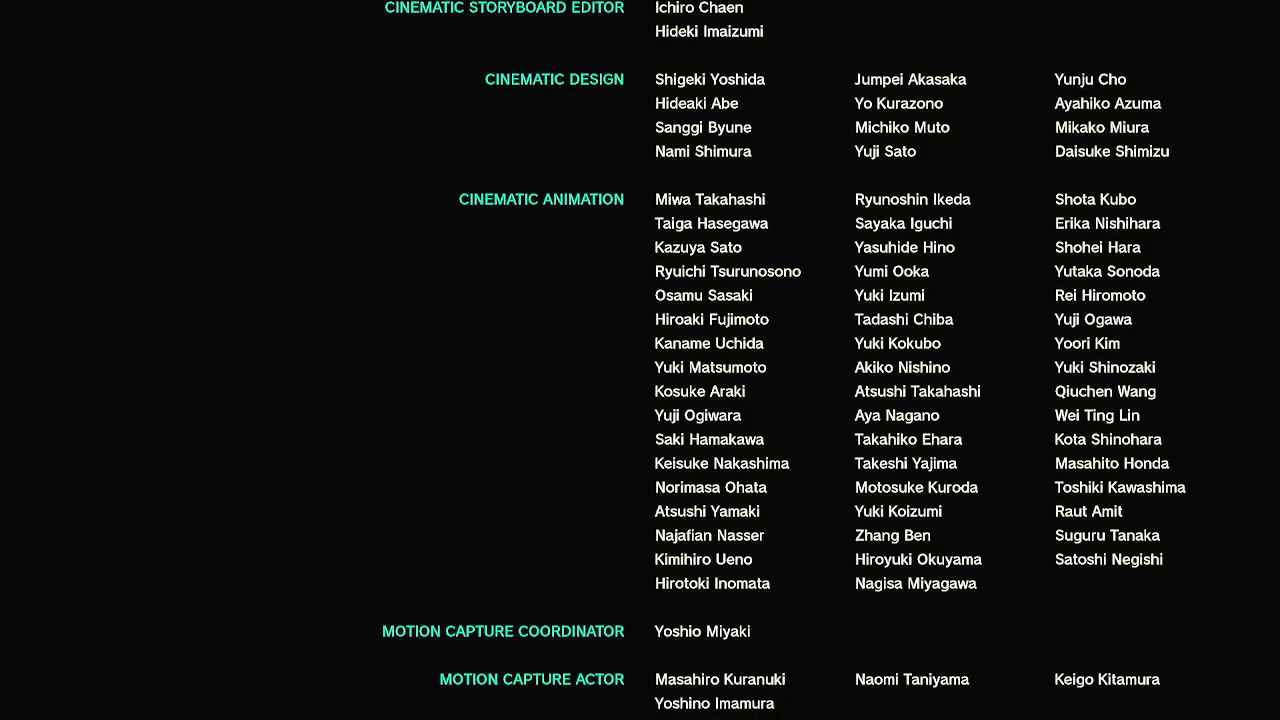 CINEMATIC STORYBOARD EDITOR Ichiro Chaen
Hideki Imaizumi
CINEMATIC DESIGN Shigeki Yoshida Jumpei Akasaka Yunju Cho
Hideaki Abe Yo Kurazono Ayahiko Azuma
Sanggi Byune Michiko Muto Mikako Miura
Nami Shimura Yuji Sato Daisuke Shimizu
CINEMATIC ANIMATION Miwa Takahashi Ryunoshin Ikeda Shota Kubo
Taiga Hasegawa Sayaka Iguchi Erika Nishihara
Kazuya Sato Yasuhide Hino Shohei Hara
Ryuichi Tsurunosono Yumi Ooka Yutaka Sonoda
Osamu Sasaki Yuki Izumi Rei Hiromoto
Hiroaki Fujimoto Tadashi Chiba Yuji Ogawa
Kaname Uchida Yuki Kokubo Yoori Kim
Yuki Matsumoto Akiko Nishino Yuki Shinozaki
Kosuke Araki Atsushi Takahashi Qiuchen Wang
Yuji Ogiwara Aya Nagano Wei Ting Lin
Saki Hamakawa Takahiko Ehara Kota Shinohara
Keisuke Nakashima Takeshi Yajima Masahito Honda
Norimasa Ohata Motosuke Kuroda Toshiki Kawashima
Atsushi Yamaki Yuki Koizumi Raut Amit
Najafian Nasser Zhang Ben Suguru Tanaka
Kimihiro Ueno Hiroyuki Okuyama Satoshi Negishi
Hirotoki Inomata Nagisa Miyagawa
MOTION CAPTURE COORDINATOR Yoshio Miyaki
MOTION CAPTURE ACTOR Masahiro Kuranuki Naomi Taniyama Keigo Kitamura
Yoshino Imamura